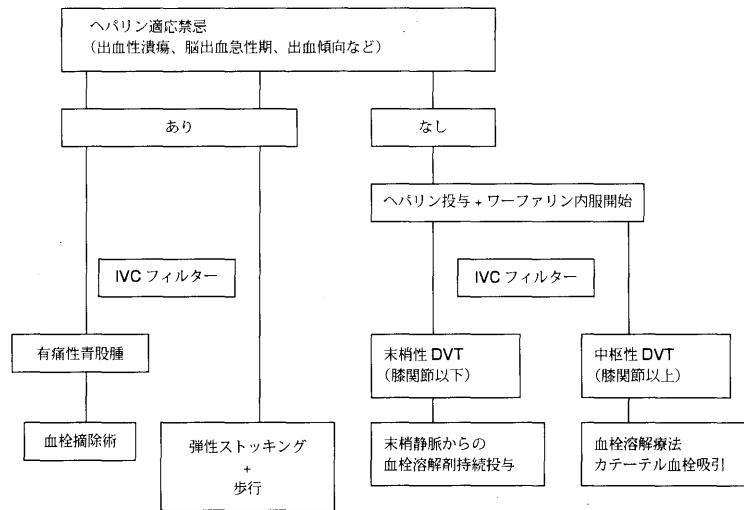 ヘパリン適応禁忌
（出血性潰瘍、脳出血急性期、出血傾向など）
あり
なし
ヘパリン投与 + ワーファリン内服開始
IVC フィルター
IVC フィルター
有痛性青股腫
末梢性 DVT
（膝関節以下）
中枢性 DVT
（膝関節以上）
血栓摘除術
弾性ストッキング
+
歩行
末梢静脈からの
血栓溶解剤持続投与
血栓溶解療法
カテーテル血栓吸引